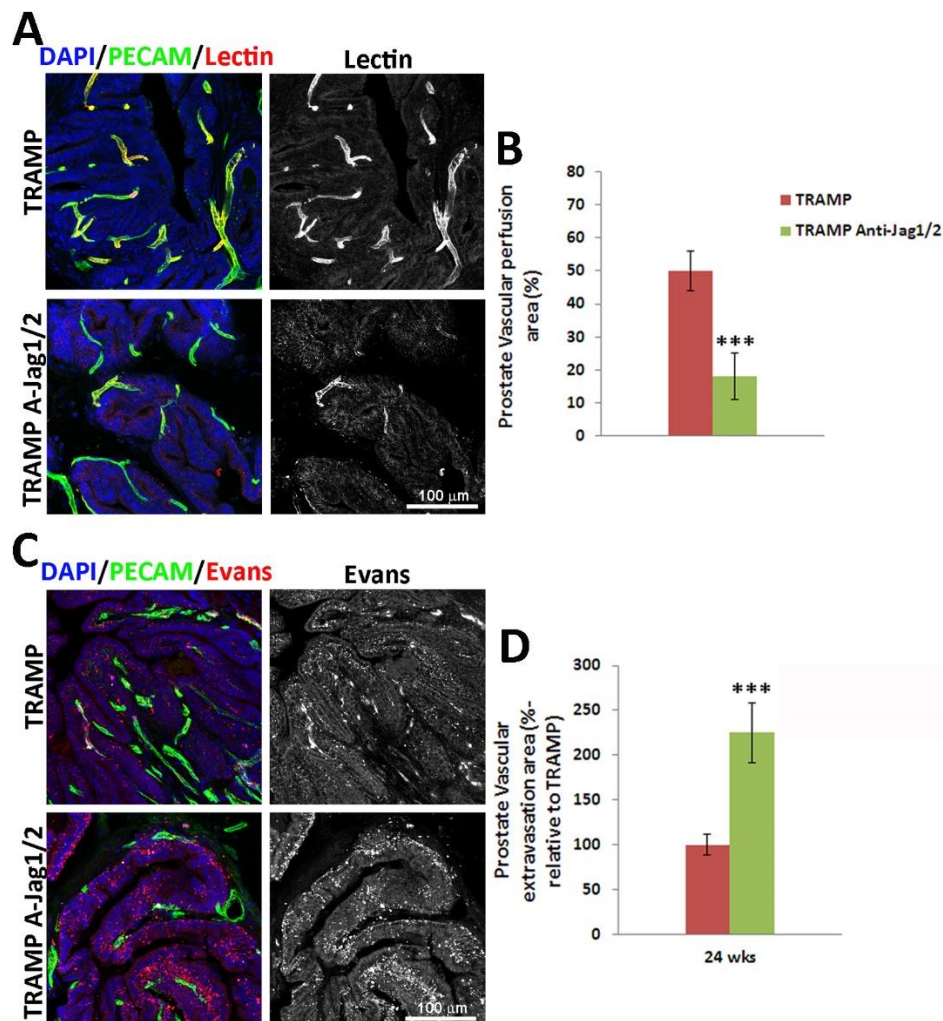 A
DAPI/PECAM/Lectin
Lectin
TRAMP
TRAMP A-Jag1/2
100 μm
B
Prostate Vascular perfusion
area (%)
80
70
60
50
40
30
20
10
0
***
TRAMP
TRAMP Anti-Jag1/2
C
DAPI/PECAM/Evans
Evans
TRAMP
TRAMP A-Jag1/2
100 μm
D
Prostate Vascular
extravasation area (%-
relative to TRAMP)
300
250
200
150
100
50
0
***
24 wks